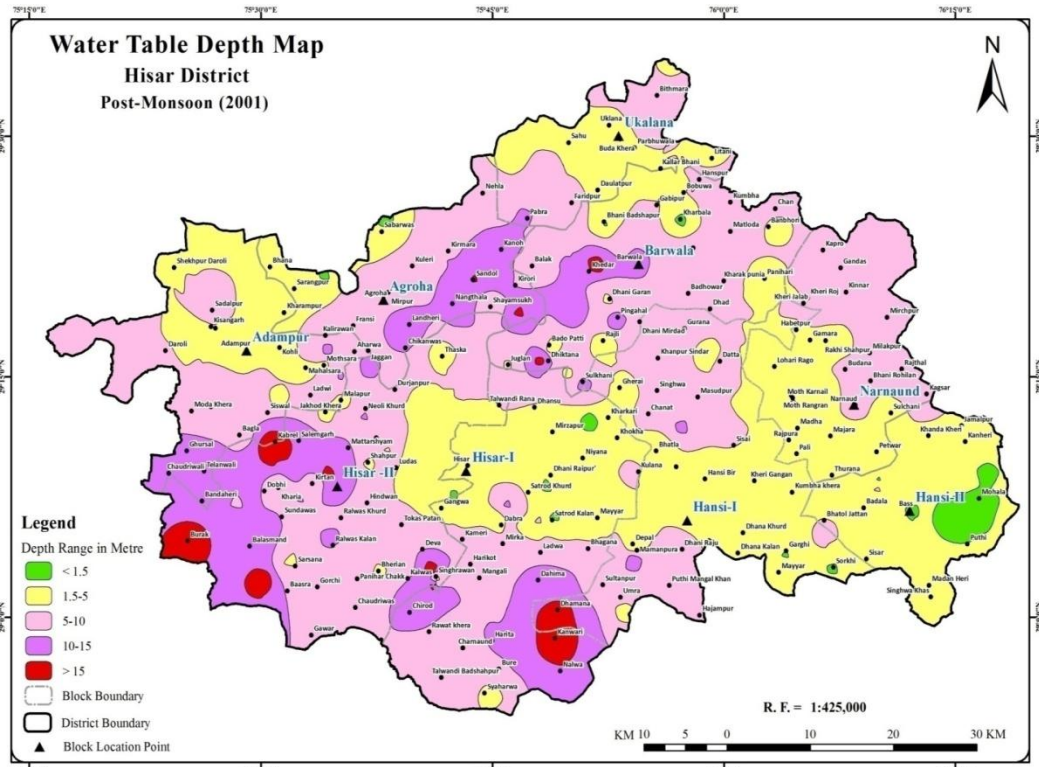 75°15'0"E 75°30'0"E 75°45'0"E 76°0'0"E 76°15'0"E
Water Table Depth Map
Hisar District
Post-Monsoon (2001)
N
Bithmara
Uklana
Ukalana
Sahu
Buda Khera
Parbhuwala
Litani
Kallar Bhani
Hanspur
Nehla
Daulatpur
Bobuwa
Faridpur
Gabipur
Kumbha
Chan
Pabra
Bhani Badshapur
Kharbala
Matloda
Banbhori
Sabarwas
Kirmara
Kanoh
Barwala
Barwala
Kapro
Shekhpur Daroli
Bhana
Kuleri
Balak
Khedar
Gandas
Sandol
Kirori
Kharak punia
Panihari
Sarangpur
Agroha
Agroha
Mirpur
Nangthala
Shayamsukh
Dhani Garan
Badhowar
Kheri Jalab
Kheri Roj
Kinnar
Sadalpur
Kharampur
Dhad
Kisangarh
Fransi
Landheri
Pingahal
Gurana
Mirchpur
Kalirawan
Dhani Mirdad
Habetpur
Adampur
Adampur
Daroli
Kohli
Aharwa
Chikanwas
Bado Patti
Rajli
Gamara
Mothsara
Jaggan
Thaska
Juglan
Dhiktana
Khanpur Sindar
Datta
Lohari Rago
Rakhi Shahpur
Milakpur
Mahalsara
Budana
Rajthal
Ladwi
Durjanpur
Sulkhani
Gherai
Singhwa
Masudpur
Moth Karnail
Bhani Rohilan
Narnaund
Kagsar
Malapur
Moda Khera
Siswal
Jakhod Khera
Neoli Khurd
Talwandi Rana
Dhansu
Kharkari
Chanat
Moth Rangran
Narnaud
Sulchani
Bagla
Mirzapur
Khokha
Madha
Jamalpur
Khanda Kheri
Kabrel
Salemgarh
Mattarshyam
Bhatla
Sisai
Rajpura
Majara
Kanheri
Ghursal
Pali
Petwar
Chaudriwali
Telanwali
Shahpur
Ludas
Hisar
Hisar-I
Niyana
Kulana
Hansi Bir
Kheri Gangan
Thurana
Hisar -II
Dhani Raipur'
Kirtan
Bandaheri
Dobhi
Kharia
Hindwan
Gangwa
Satrod Khurd
Kumbha khera
Mohala
Hansi-II
Badala
Bass
Sundawas
Ralwas Khurd
Tokas Patan
Dabra
Satrod Kalan
Mayyar
Hansi-I
Bhatol Jattan
Burak
Balasmand
Ralwas Kalan
Kameri
Mirka
Dhana Khurd
Depal
Dhani Raju
Puthi
Deva
Ladwa
Bhagana
Mamanpura
Dhana Kalan
Garghi
Sarsana
Bherian
Harikot
Sisar
Singhrawan
Mayyar
Sorkhi
Panihar Chakk
Kalwas
Mangali
Dahima
Sultanpur
Puthi Mangal Khan
Madan Heri
Baasra
Gorchi
Umra
Singhwa Khas
Chaudriwas
Chirod
Dhamana
Hajampur
Gawar
Rawat khera
Harita
Kanwari
Chamaund
Talwandi Badshahpur
Bure
Nalwa
Syaharwa
Legend
Depth Range in Metre
< 1.5
1.5-5
5-10
10-15
> 15
Block Boundary
District Boundary
Block Location Point
R. F. = 1:425,000
KM 10 5 0 10 20 30 KM